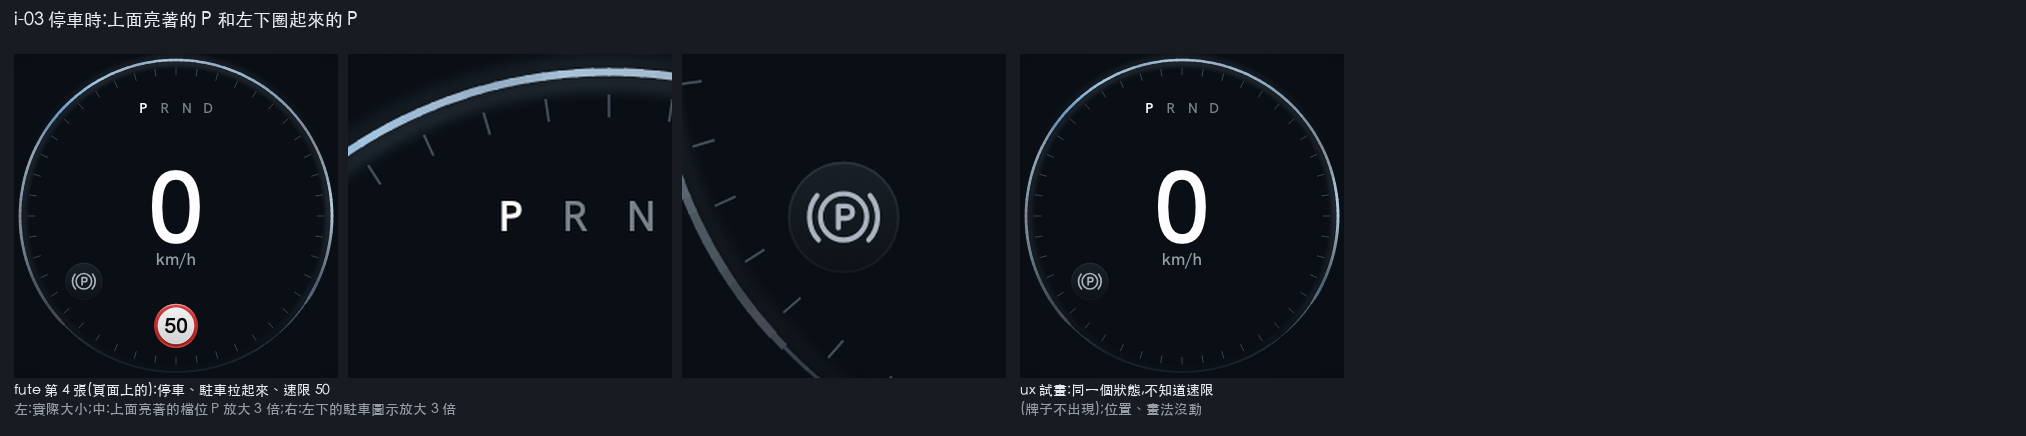 i-03 停車時:上面亮著的 P 和左下圈起來的 P
P R N D
0
km/h
P
50
P R N
P
P R N D
0
km/h
P
fute 第 4 張(頁面上的):停車、駐車拉起來、速限 50
左:實際大小;中:上面亮著的檔位 P 放大 3 倍;右:左下的駐車圖示放大 3 倍
ux 試畫:同一個狀態,不知道速限
(牌子不出現);位置、畫法沒動